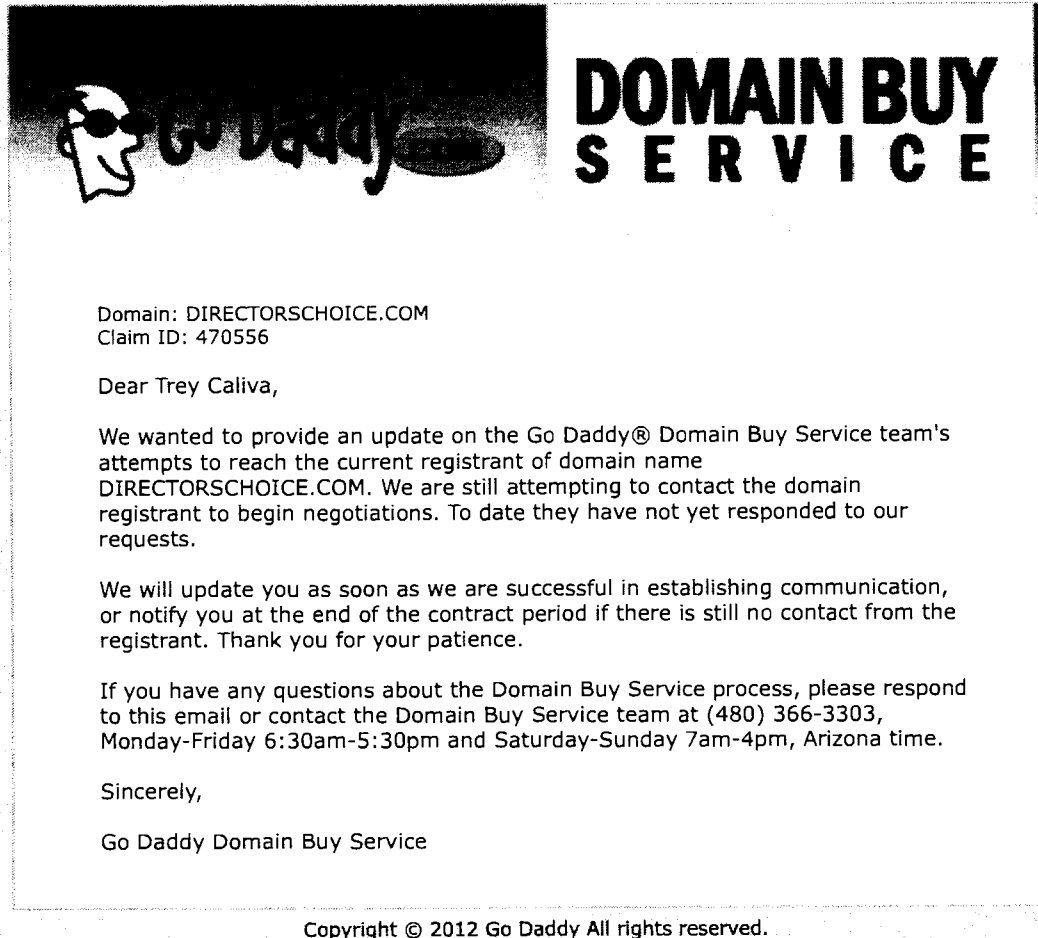 Go Daddy
DOMAIN BUY
SERVICE
Domain: DIRECTORSCHOICE.COM
Claim ID: 470556
Dear Trey Caliva,
We wanted to provide an update on the Go Daddy® Domain Buy Service team's
attempts to reach the current registrant of domain name
DIRECTORSCHOICE.COM. We are still attempting to contact the domain
registrant to begin negotiations. To date they have not yet responded to our
requests.
We will update you as soon as we are successful in establishing communication,
or notify you at the end of the contract period if there is still no contact from the
registrant. Thank you for your patience.
If you have any questions about the Domain Buy Service process, please respond
to this email or contact the Domain Buy Service team at (480) 366-3303,
Monday-Friday 6:30am-5:30pm and Saturday-Sunday 7am-4pm, Arizona time.
Sincerely,
Go Daddy Domain Buy Service
Copyright © 2012 Go Daddy All rights reserved.